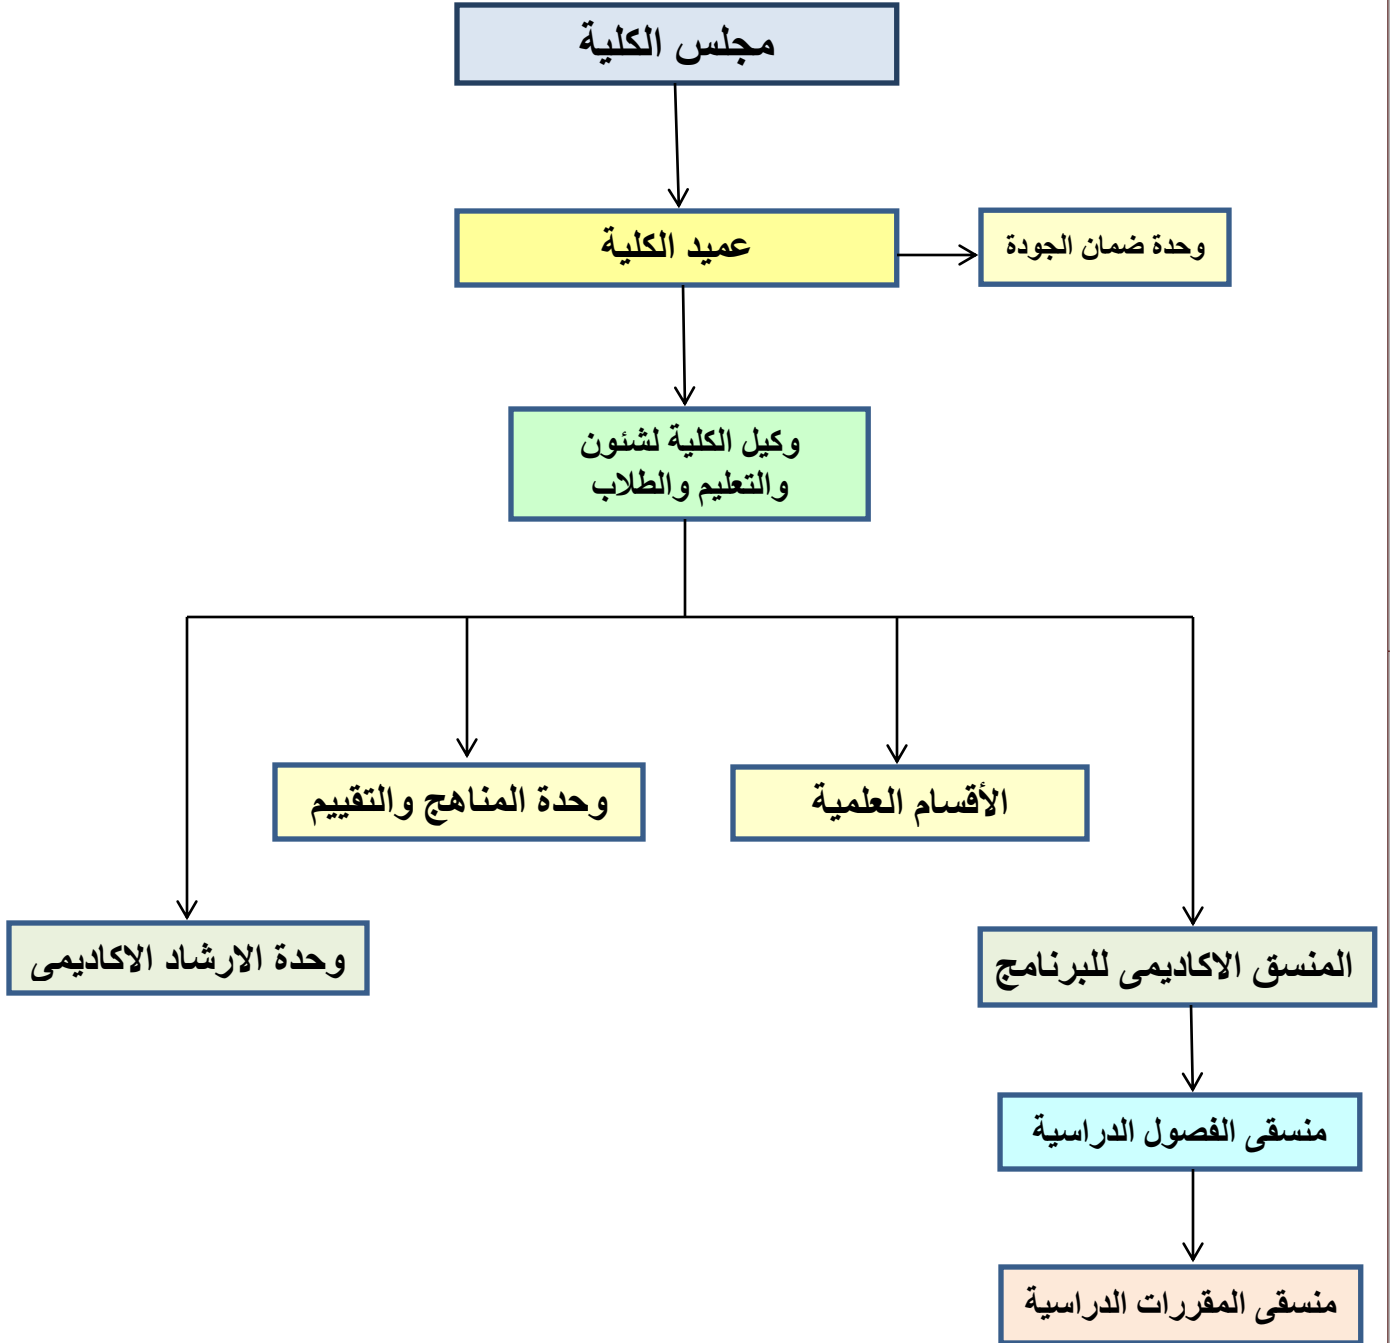 مجلس الكلية
عميد الكلية
وحدة ضمان الجودة
وكيل الكلية لشئون
والتعليم والطلاب
الأقسام العلمية
وحدة المناهج والتقييم
المنسق الاكاديمى للبرنامج
وحدة الارشاد الاكاديمى
منسقى الفصول الدراسية
منسقى المقررات الدراسية